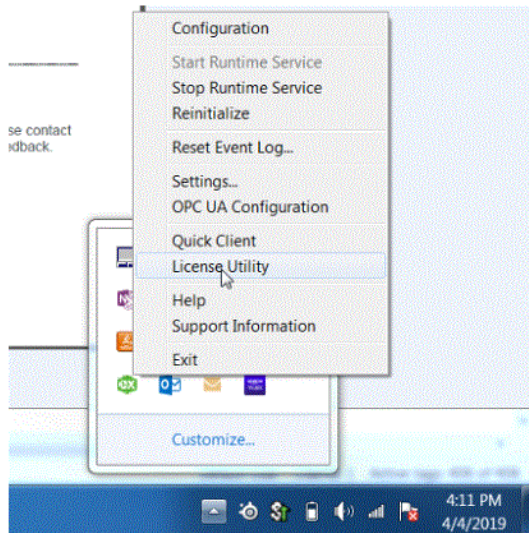 Configuration
Start Runtime Service
Stop Runtime Service
Reinitialize
se contact
edback.
Reset Event Log...
Settings...
OPC UA Configuration
Quick Client
License Utility
Help
Support Information
Exit
Customize...
4:11 PM
4/4/2019